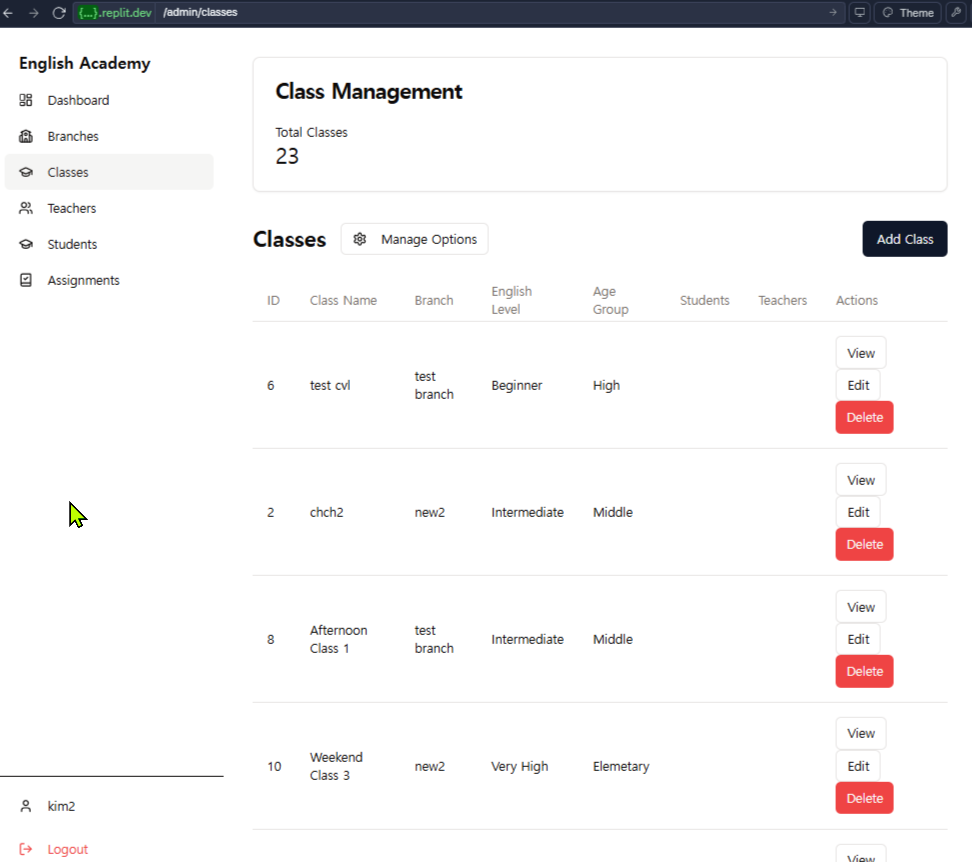 {...}.replit.dev /admin/classes
Theme
English Academy
Dashboard
Branches
Classes
Teachers
Students
Assignments
kim2
Logout
Class Management
Total Classes
23
Classes
Manage Options
Add Class
ID Class Name Branch English Level Age Group Students Teachers Actions
6 test cvl test branch Beginner High
View
Edit
Delete
2 chch2 new2 Intermediate Middle
View
Edit
Delete
8 Afternoon Class 1 test branch Intermediate Middle
View
Edit
Delete
10 Weekend Class 3 new2 Very High Elemetary
View
Edit
Delete
View